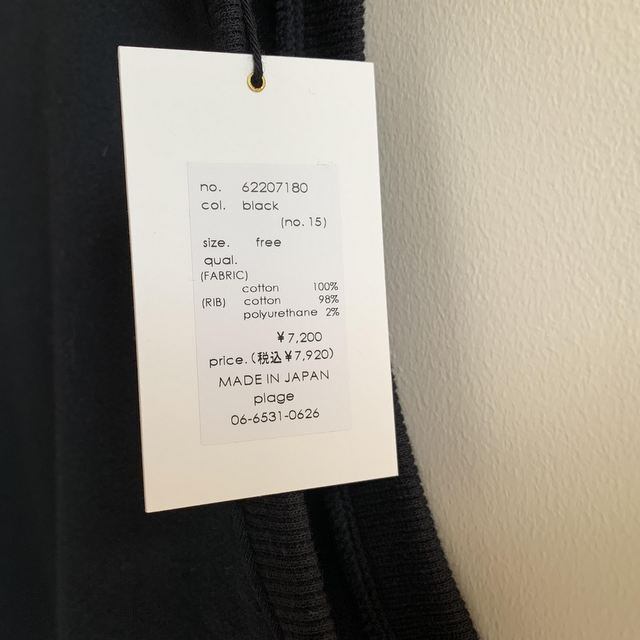 no. 62207180
col. black
(no. 15)
size. free
qual.
(FABRIC)
cotton 100%
(RIB) cotton 98%
polyurethane 2%
¥7,200
price.(税込¥7,920)
MADE IN JAPAN
plage
06-6531-0626